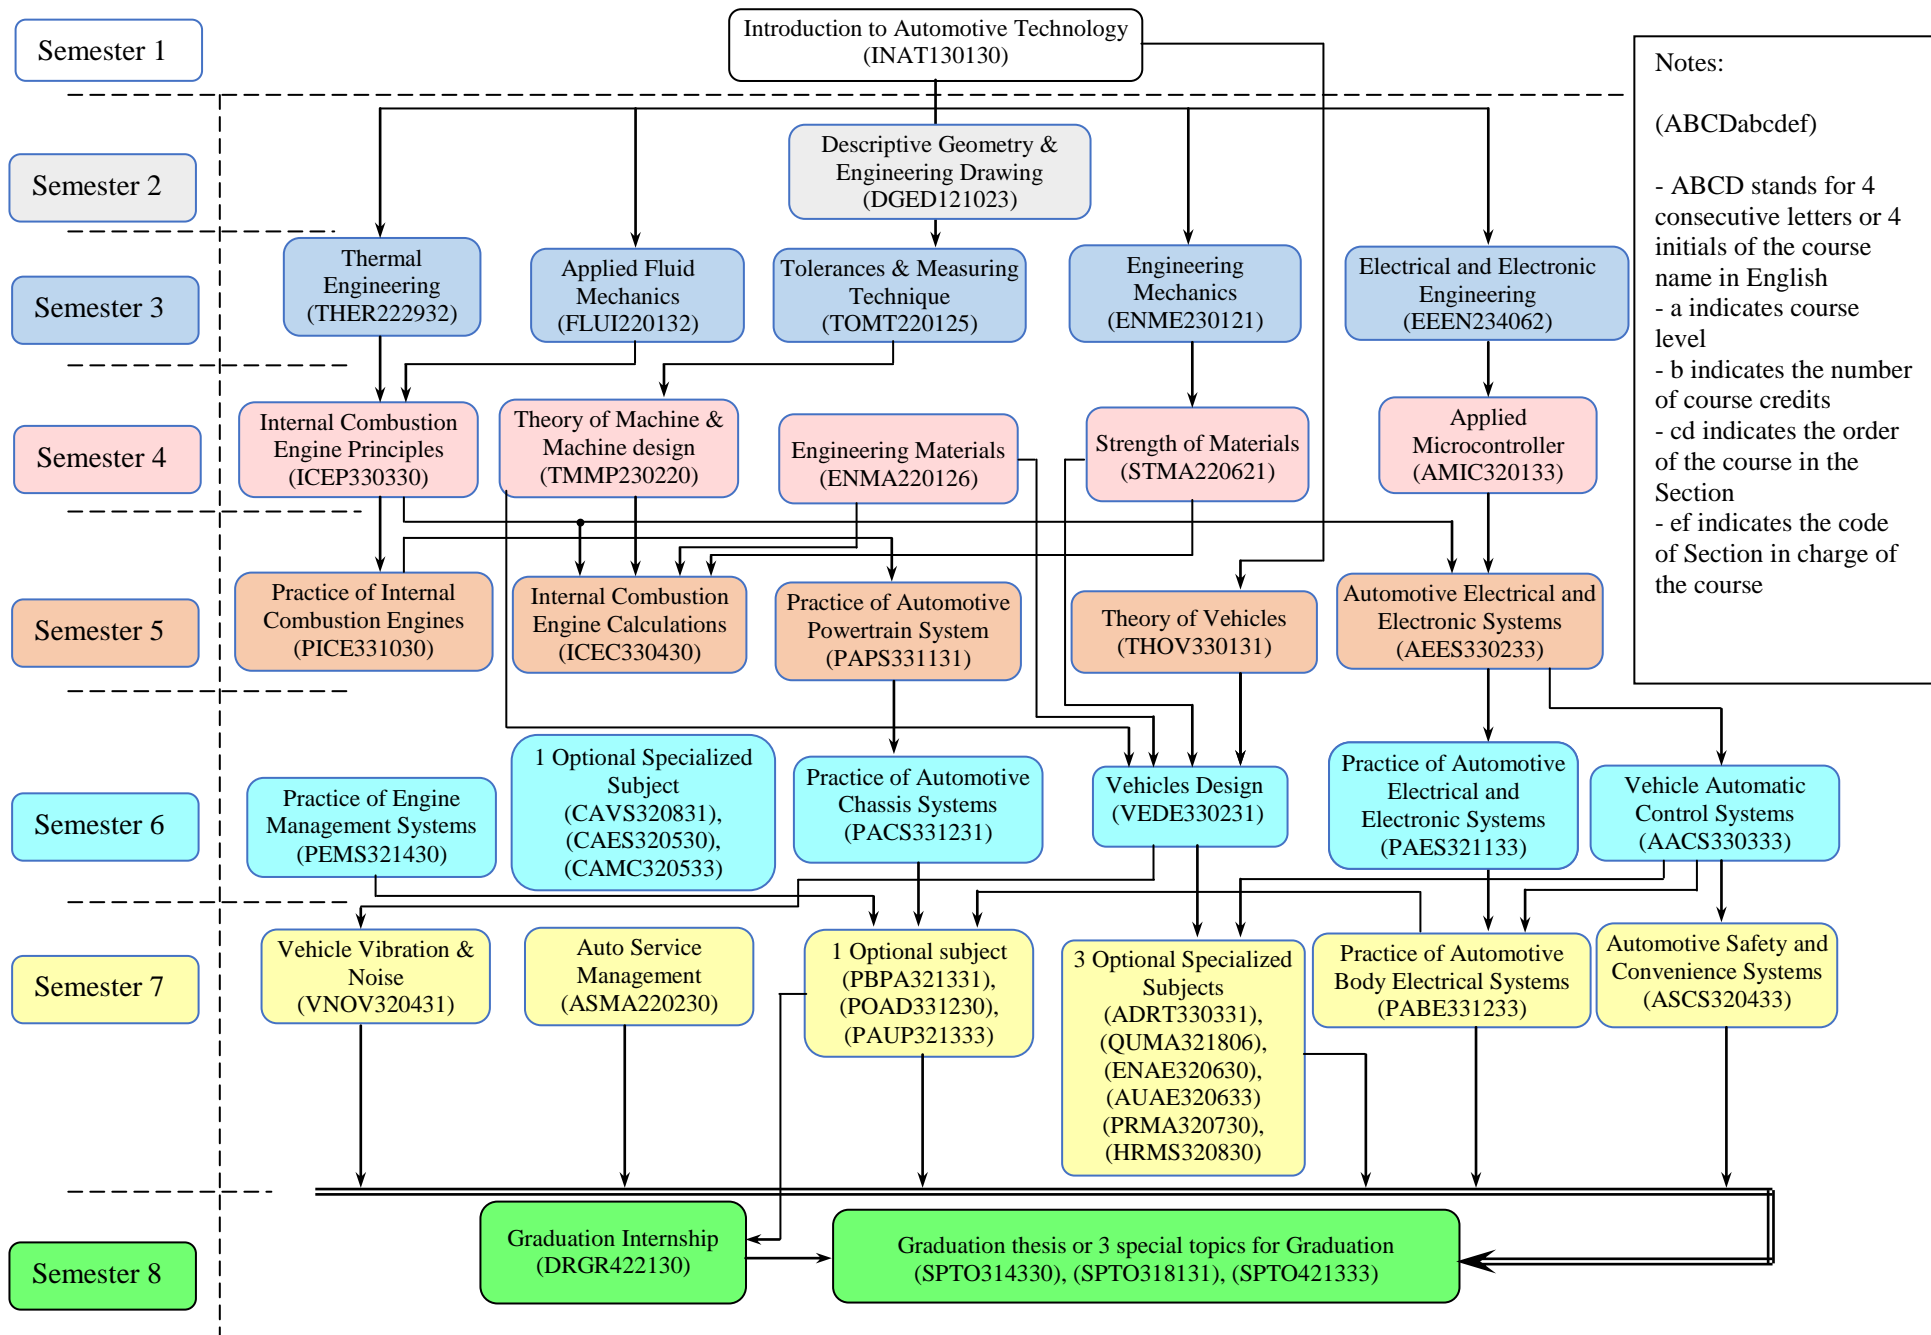 Semester 1
Introduction to Automotive Technology
(INAT130130)
Notes:
(ABCDabcdef)
- ABCD stands for 4
consecutive letters or 4
initials of the course
name in English
- a indicates course
level
- b indicates the number
of course credits
- cd indicates the order
of the course in the
Section
- ef indicates the code
of Section in charge of
the course
Semester 2
Descriptive Geometry &
Engineering Drawing
(DGED121023)
Semester 3
Thermal
Engineering
(THER222932)
Applied Fluid
Mechanics
(FLUI220132)
Tolerances & Measuring
Technique
(TOMT220125)
Engineering
Mechanics
(ENME230121)
Electrical and Electronic
Engineering
(EEEN234062)
Semester 4
Internal Combustion
Engine Principles
(ICEP330330)
Theory of Machine &
Machine design
(TMMP230220)
Engineering Materials
(ENMA220126)
Strength of Materials
(STMA220621)
Applied
Microcontroller
(AMIC320133)
Semester 5
Practice of Internal
Combustion Engines
(PICE331030)
Internal Combustion
Engine Calculations
(ICEC330430)
Practice of Automotive
Powertrain System
(PAPS331131)
Theory of Vehicles
(THOV330131)
Automotive Electrical and
Electronic Systems
(AEES330233)
Semester 6
Practice of Engine
Management Systems
(PEMS321430)
1 Optional Specialized
Subject
(CAVS320831),
(CAES320530),
(CAMC320533)
Practice of Automotive
Chassis Systems
(PACS331231)
Vehicles Design
(VEDE330231)
Practice of Automotive
Electrical and
Electronic Systems
(PAES321133)
Vehicle Automatic
Control Systems
(AACS330333)
Semester 7
Vehicle Vibration &
Noise
(VNOV320431)
Auto Service
Management
(ASMA220230)
1 Optional subject
(PBPA321331),
(POAD331230),
(PAUP321333)
3 Optional Specialized
Subjects
(ADRT330331),
(QUMA321806),
(ENAE320630),
(AUAE320633)
(PRMA320730),
(HRMS320830)
Practice of Automotive
Body Electrical Systems
(PABE331233)
Automotive Safety and
Convenience Systems
(ASCS320433)
Semester 8
Graduation Internship
(DRGR422130)
Graduation thesis or 3 special topics for Graduation
(SPTO314330), (SPTO318131), (SPTO421333)